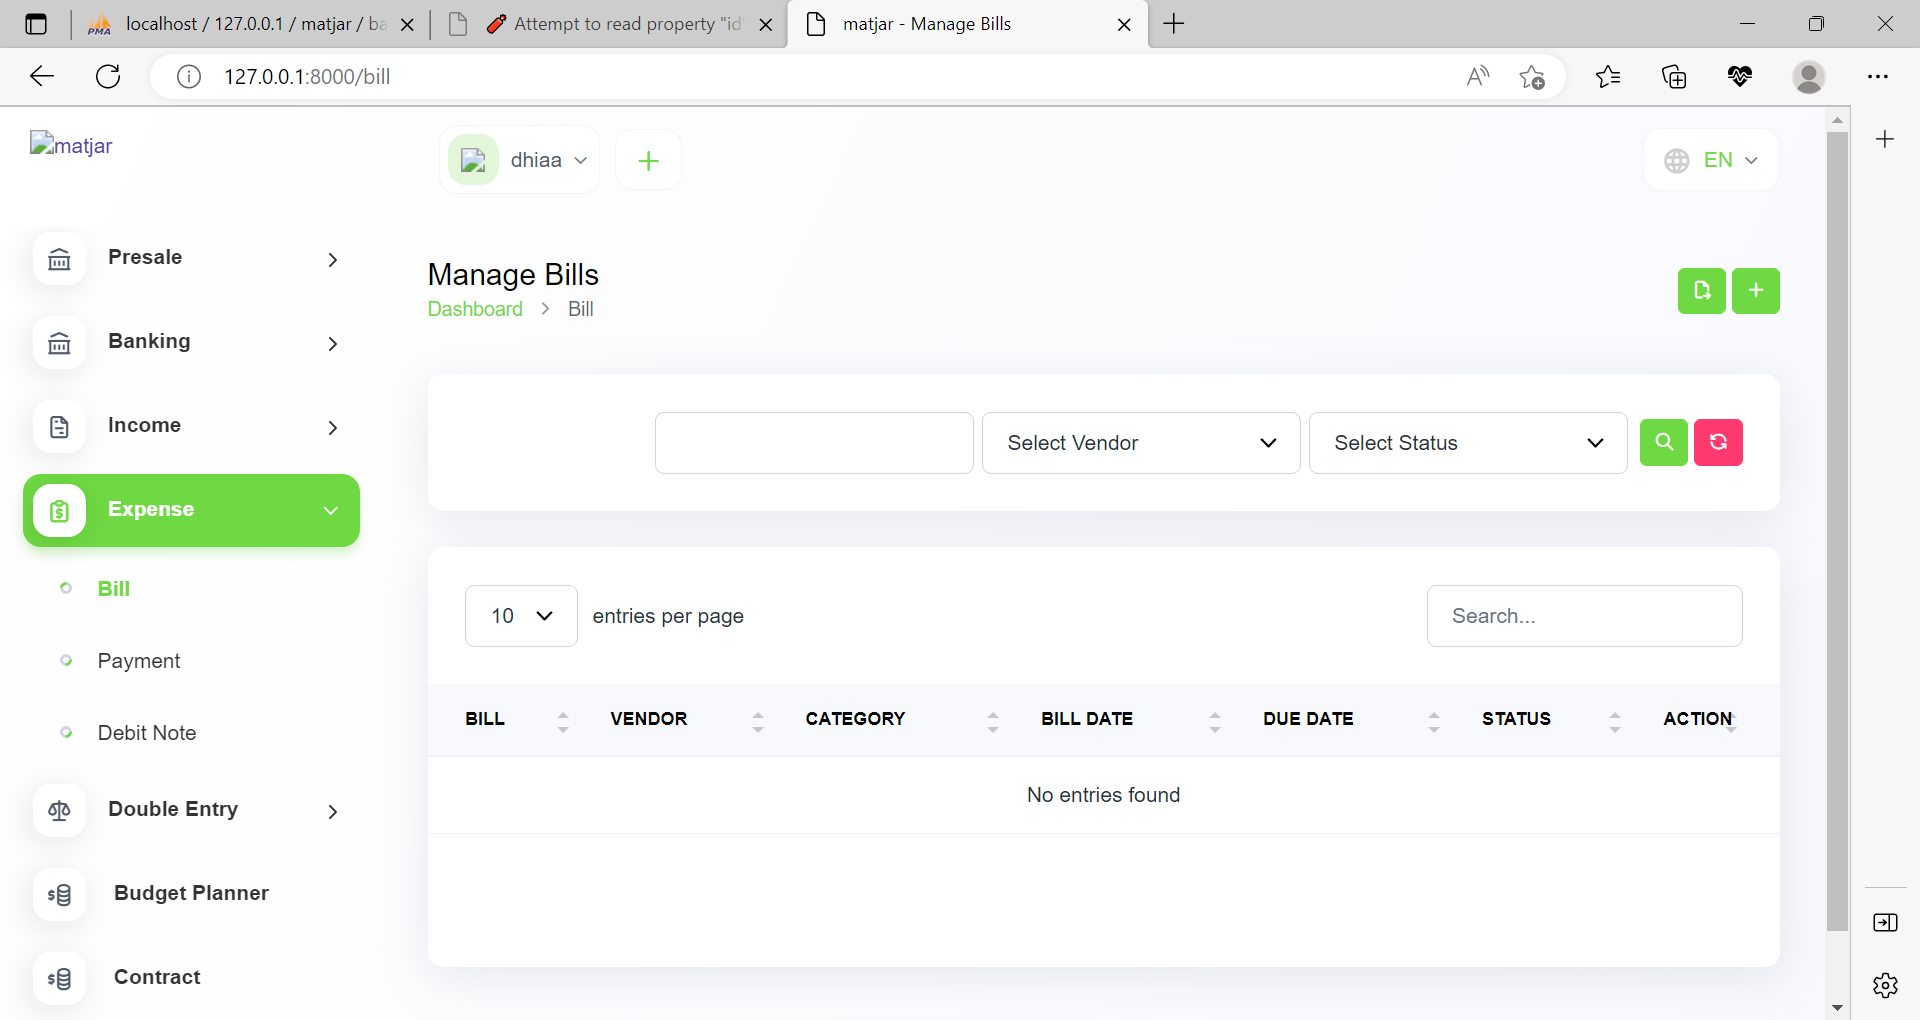 localhost / 127.0.0.1 / matjar / ba
Attempt to read property "id"
matjar - Manage Bills
127.0.0.1:8000/bill
matjar
dhiaa
EN
Presale
Banking
Income
Expense
Bill
Payment
Debit Note
Double Entry
Budget Planner
Contract
Manage Bills
Dashboard > Bill
Select Vendor
Select Status
10
entries per page
Search...
BILL VENDOR CATEGORY BILL DATE DUE DATE STATUS ACTION
No entries found